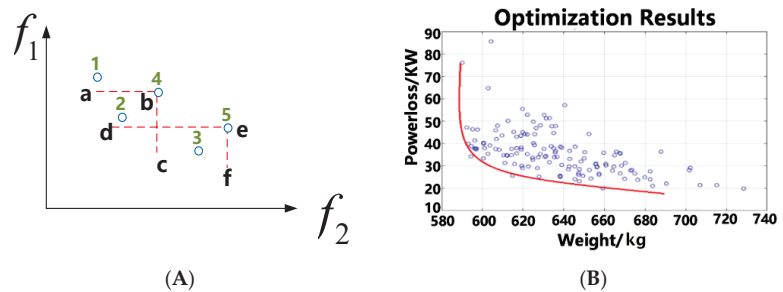 f1
1
4
a
b
2
5
d
3
e
c
f
f2
(A)
Optimization Results
Powerloss/KW
90
80
70
60
50
40
30
20
10
580 600 620 640 660 680 700 720 740
Weight/kg
(B)